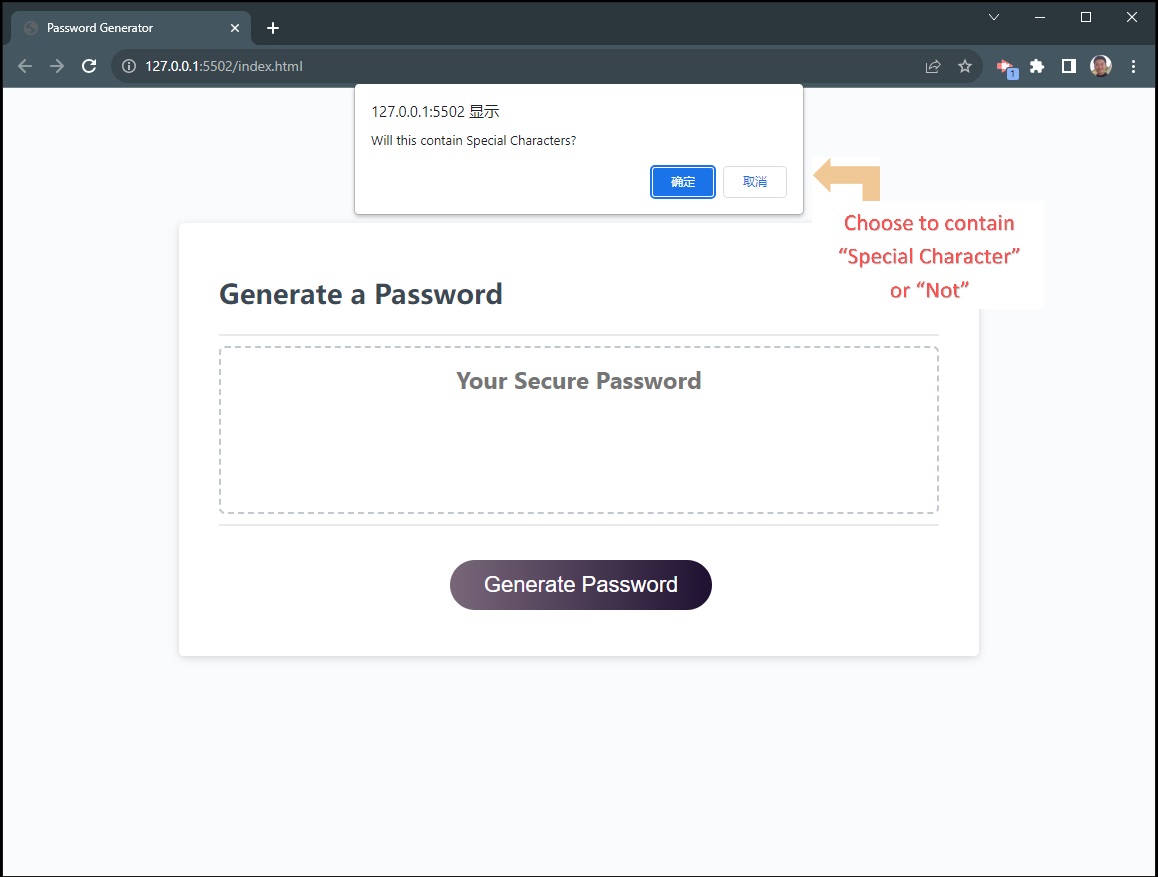 Password Generator
127.0.0.1:5502/index.html
1
127.0.0.1:5502 显示
Will this contain Special Characters?
确定 取消
Choose to contain
“Special Character”
or “Not”
Generate a Password
Your Secure Password
Generate Password